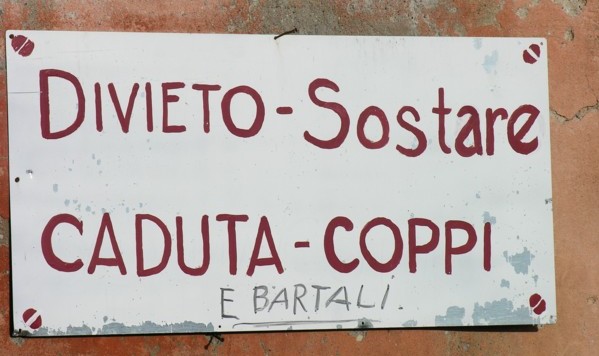 DIVIETO - Sostare
CADUTA - COPPI
E BARTALI.